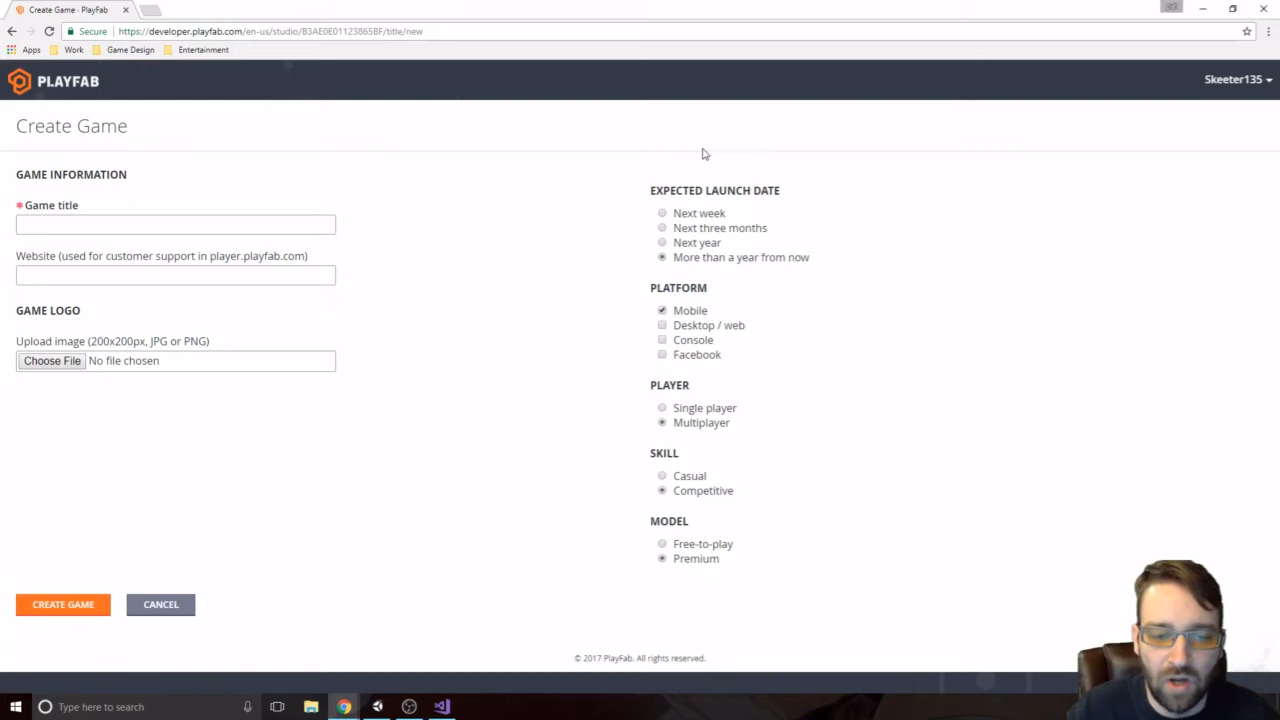 Create Game · PlayFab
Secure https://developer.playfab.com/en-us/studio/B3AE0E01123865BF/title/new
Apps Work Game Design Entertainment
PLAYFAB
Skeeter135
Create Game
GAME INFORMATION
* Game title
Website (used for customer support in player.playfab.com)
GAME LOGO
Upload image (200x200px, JPG or PNG)
Choose File No file chosen
EXPECTED LAUNCH DATE
Next week
Next three months
Next year
More than a year from now
PLATFORM
Mobile
Desktop / web
Console
Facebook
PLAYER
Single player
Multiplayer
SKILL
Casual
Competitive
MODEL
Free-to-play
Premium
CREATE GAME CANCEL
© 2017 PlayFab. All rights reserved.
Type here to search